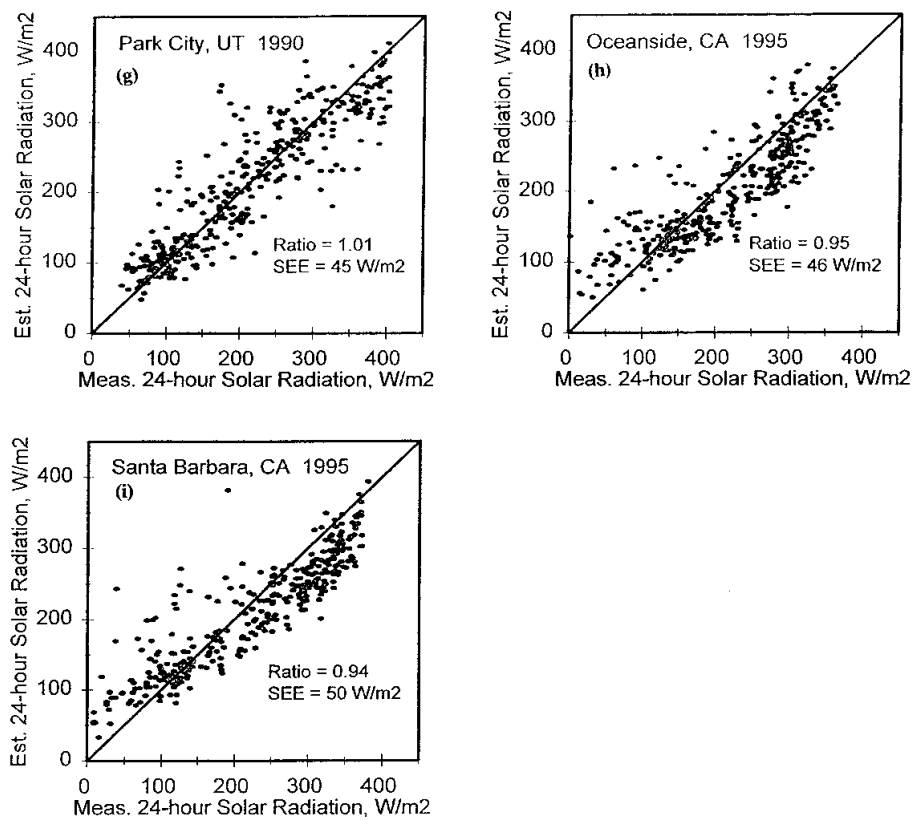 Est. 24-hour Solar Radiation, W/m2
400
300
200
100
0
Park City, UT 1990
(g)
Ratio = 1.01
SEE = 45 W/m2
0 100 200 300 400
Meas. 24-hour Solar Radiation, W/m2
Est. 24-hour Solar Radiation, W/m2
400
300
200
100
0
Oceanside, CA 1995
(h)
Ratio = 0.95
SEE = 46 W/m2
0 100 200 300 400
Meas. 24-hour Solar Radiation, W/m2
Est. 24-hour Solar Radiation, W/m2
400
300
200
100
0
Santa Barbara, CA 1995
(i)
Ratio = 0.94
SEE = 50 W/m2
0 100 200 300 400
Meas. 24-hour Solar Radiation, W/m2